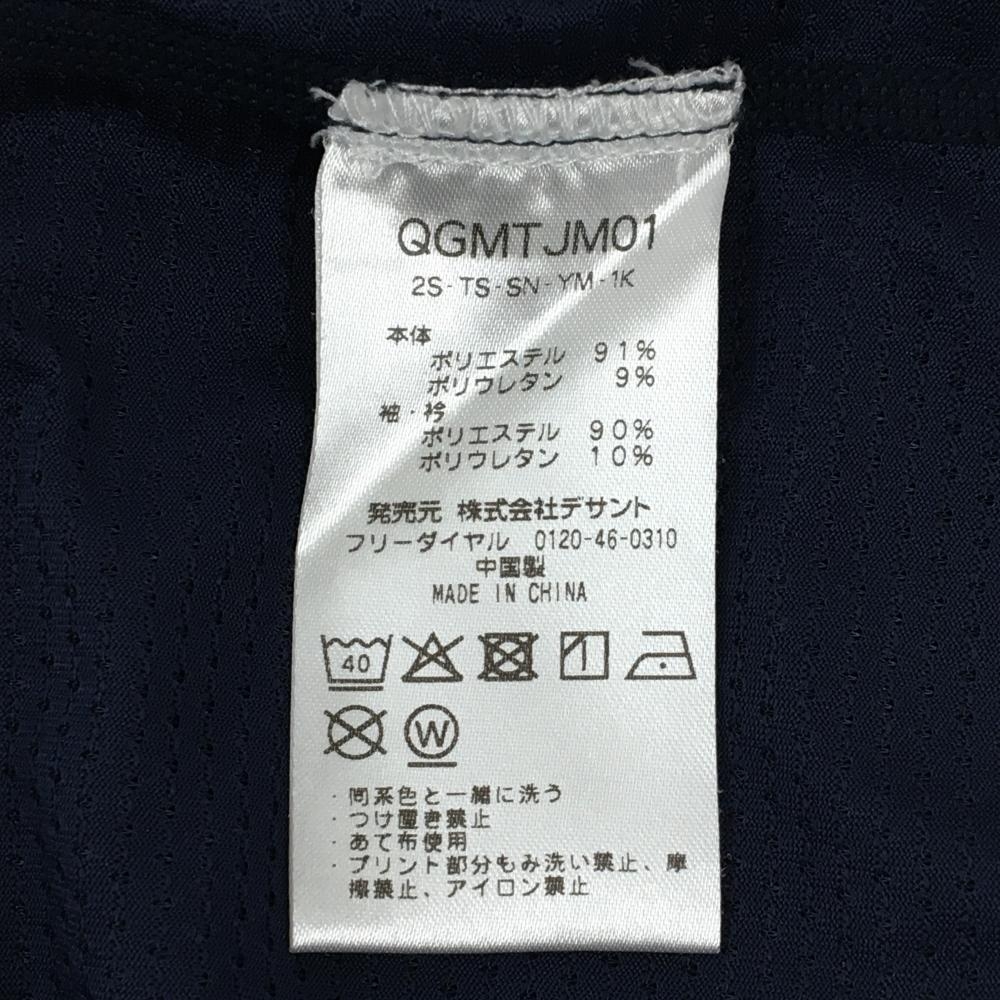 QGMTJM01
2S-TS-SN-YM-1K
本体
ポリエステル 91%
ポリウレタン 9%
袖・衿
ポリエステル 90%
ポリウレタン 10%
発売元 株式会社デサント
フリーダイヤル 0120-46-0310
中国製
MADE IN CHINA
40
W
・同系色と一緒に洗う
・つけ置き禁止
・あて布使用
・プリント部分もみ洗い禁止、摩
擦禁止、アイロン禁止